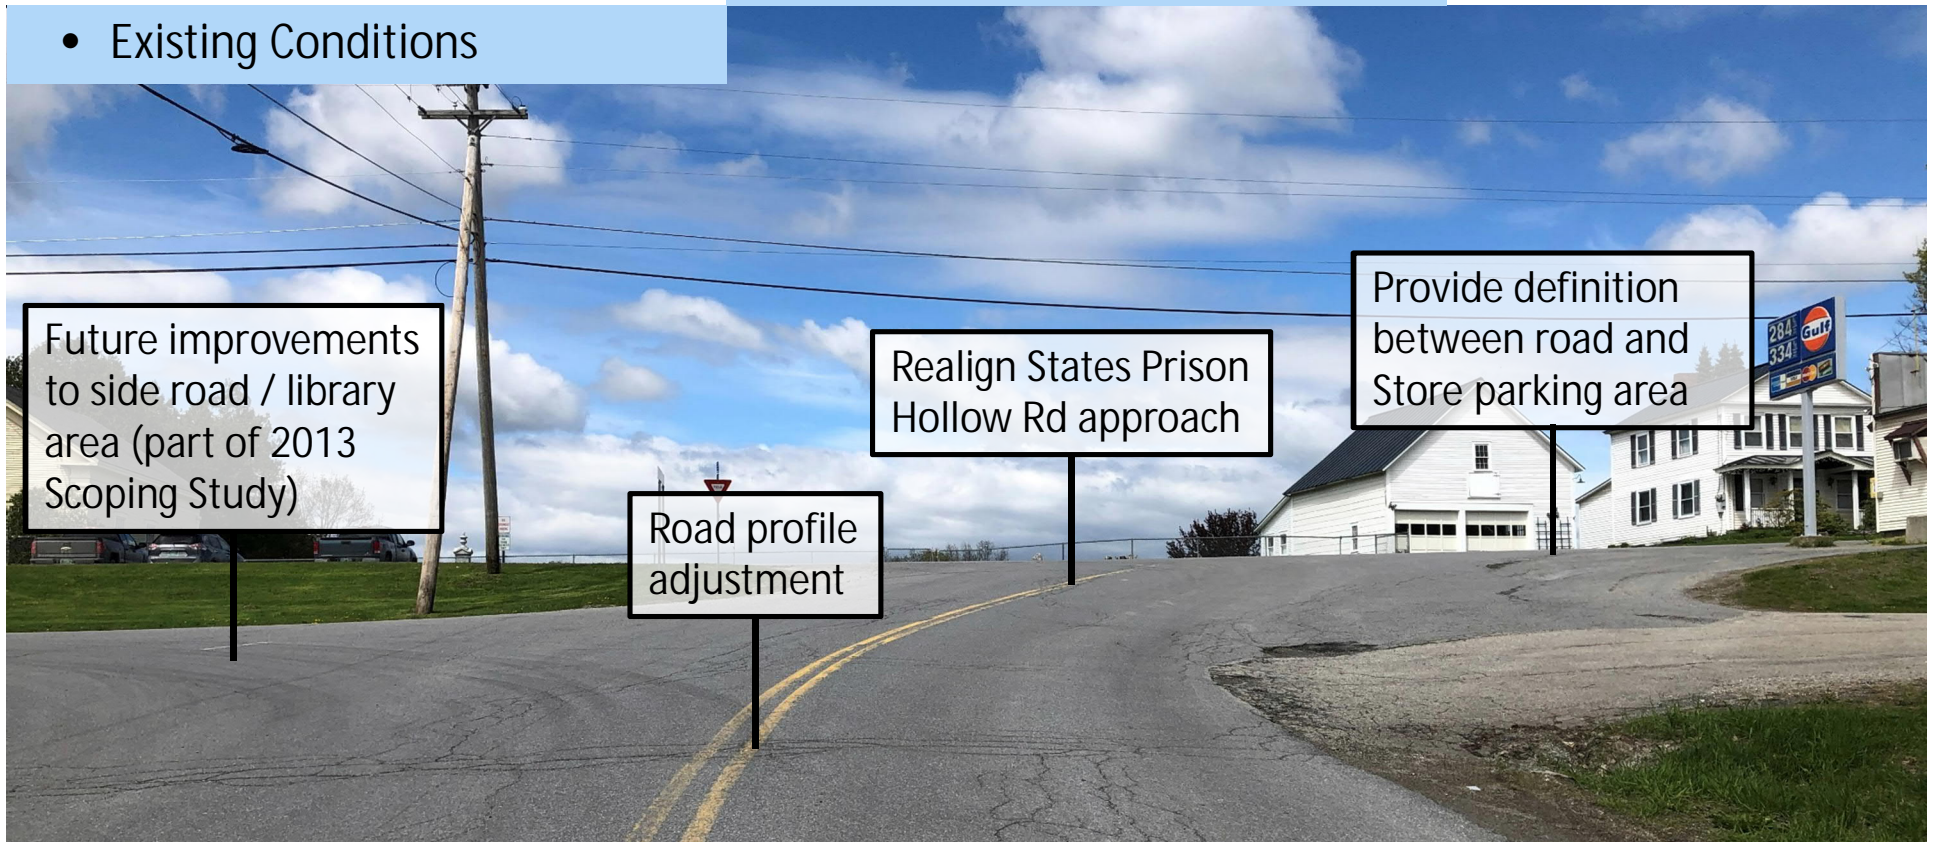 • Existing Conditions
Future improvements
to side road / library
area (part of 2013
Scoping Study)
Road profile
adjustment
Realign States Prison
Hollow Rd approach
Provide definition
between road and
Store parking area
284
334
Gulf